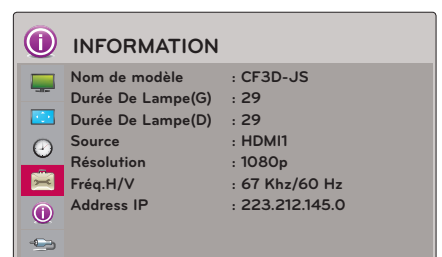 INFORMATION
Nom de modèle : CF3D-JS
Durée De Lampe(G) : 29
Durée De Lampe(D) : 29
Source : HDMI1
Résolution : 1080p
Fréq.H/V : 67 Khz/60 Hz
Address IP : 223.212.145.0